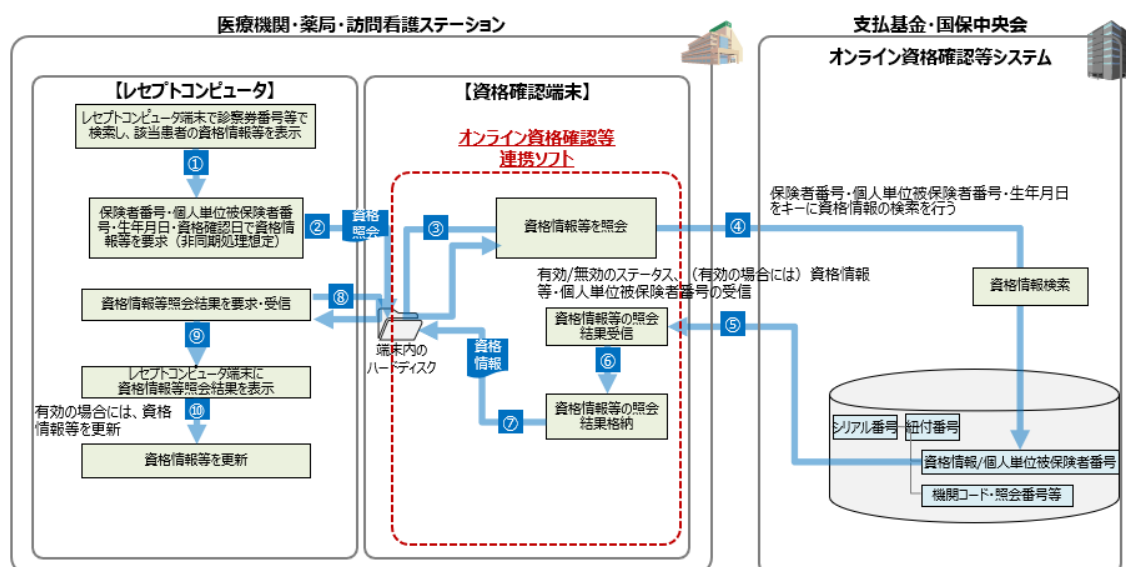 医療機関・薬局・訪問看護ステーション
支払基金・国保中央会
オンライン資格確認等システム
【レセプトコンピュータ】
【資格確認端末】
レセプトコンピュータ端末で診察券番号等で
検索し、該当患者の資格情報等を表示
オンライン資格確認等
連携ソフト
①
保険者番号・個人単位被保険者番
号・生年月日・資格確認日で資格情
報等を要求（非同期処理想定）
②
資格
照会
③
資格情報等を照会
④
保険者番号・個人単位被保険者番号・生年月日
をキーに資格情報の検索を行う
有効/無効のステータス、（有効の場合には）資格情報
等・個人単位被保険者番号の受信
資格情報検索
資格情報等照会結果を要求・受信
⑧
端末内の
ハードディスク
資格
情報
資格情報等の照会
結果受信
⑤
⑨
⑥
レセプトコンピュータ端末に
資格情報等照会結果を表示
⑦
資格情報等の照会
結果格納
有効の場合には、資格
情報等を更新
⑩
資格情報等を更新
シリアル番号
紐付番号
資格情報/個人単位被保険者番号
機関コード・照会番号等